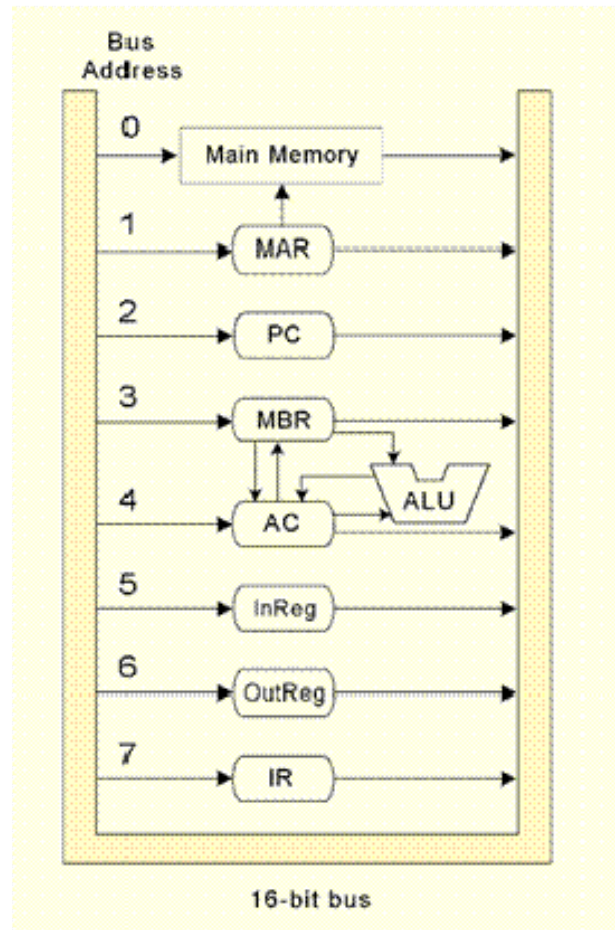 Bus
Address
0
Main Memory
1
MAR
2
PC
3
MBR
ALU
4
AC
5
InReg
6
OutReg
7
IR
16-bit bus